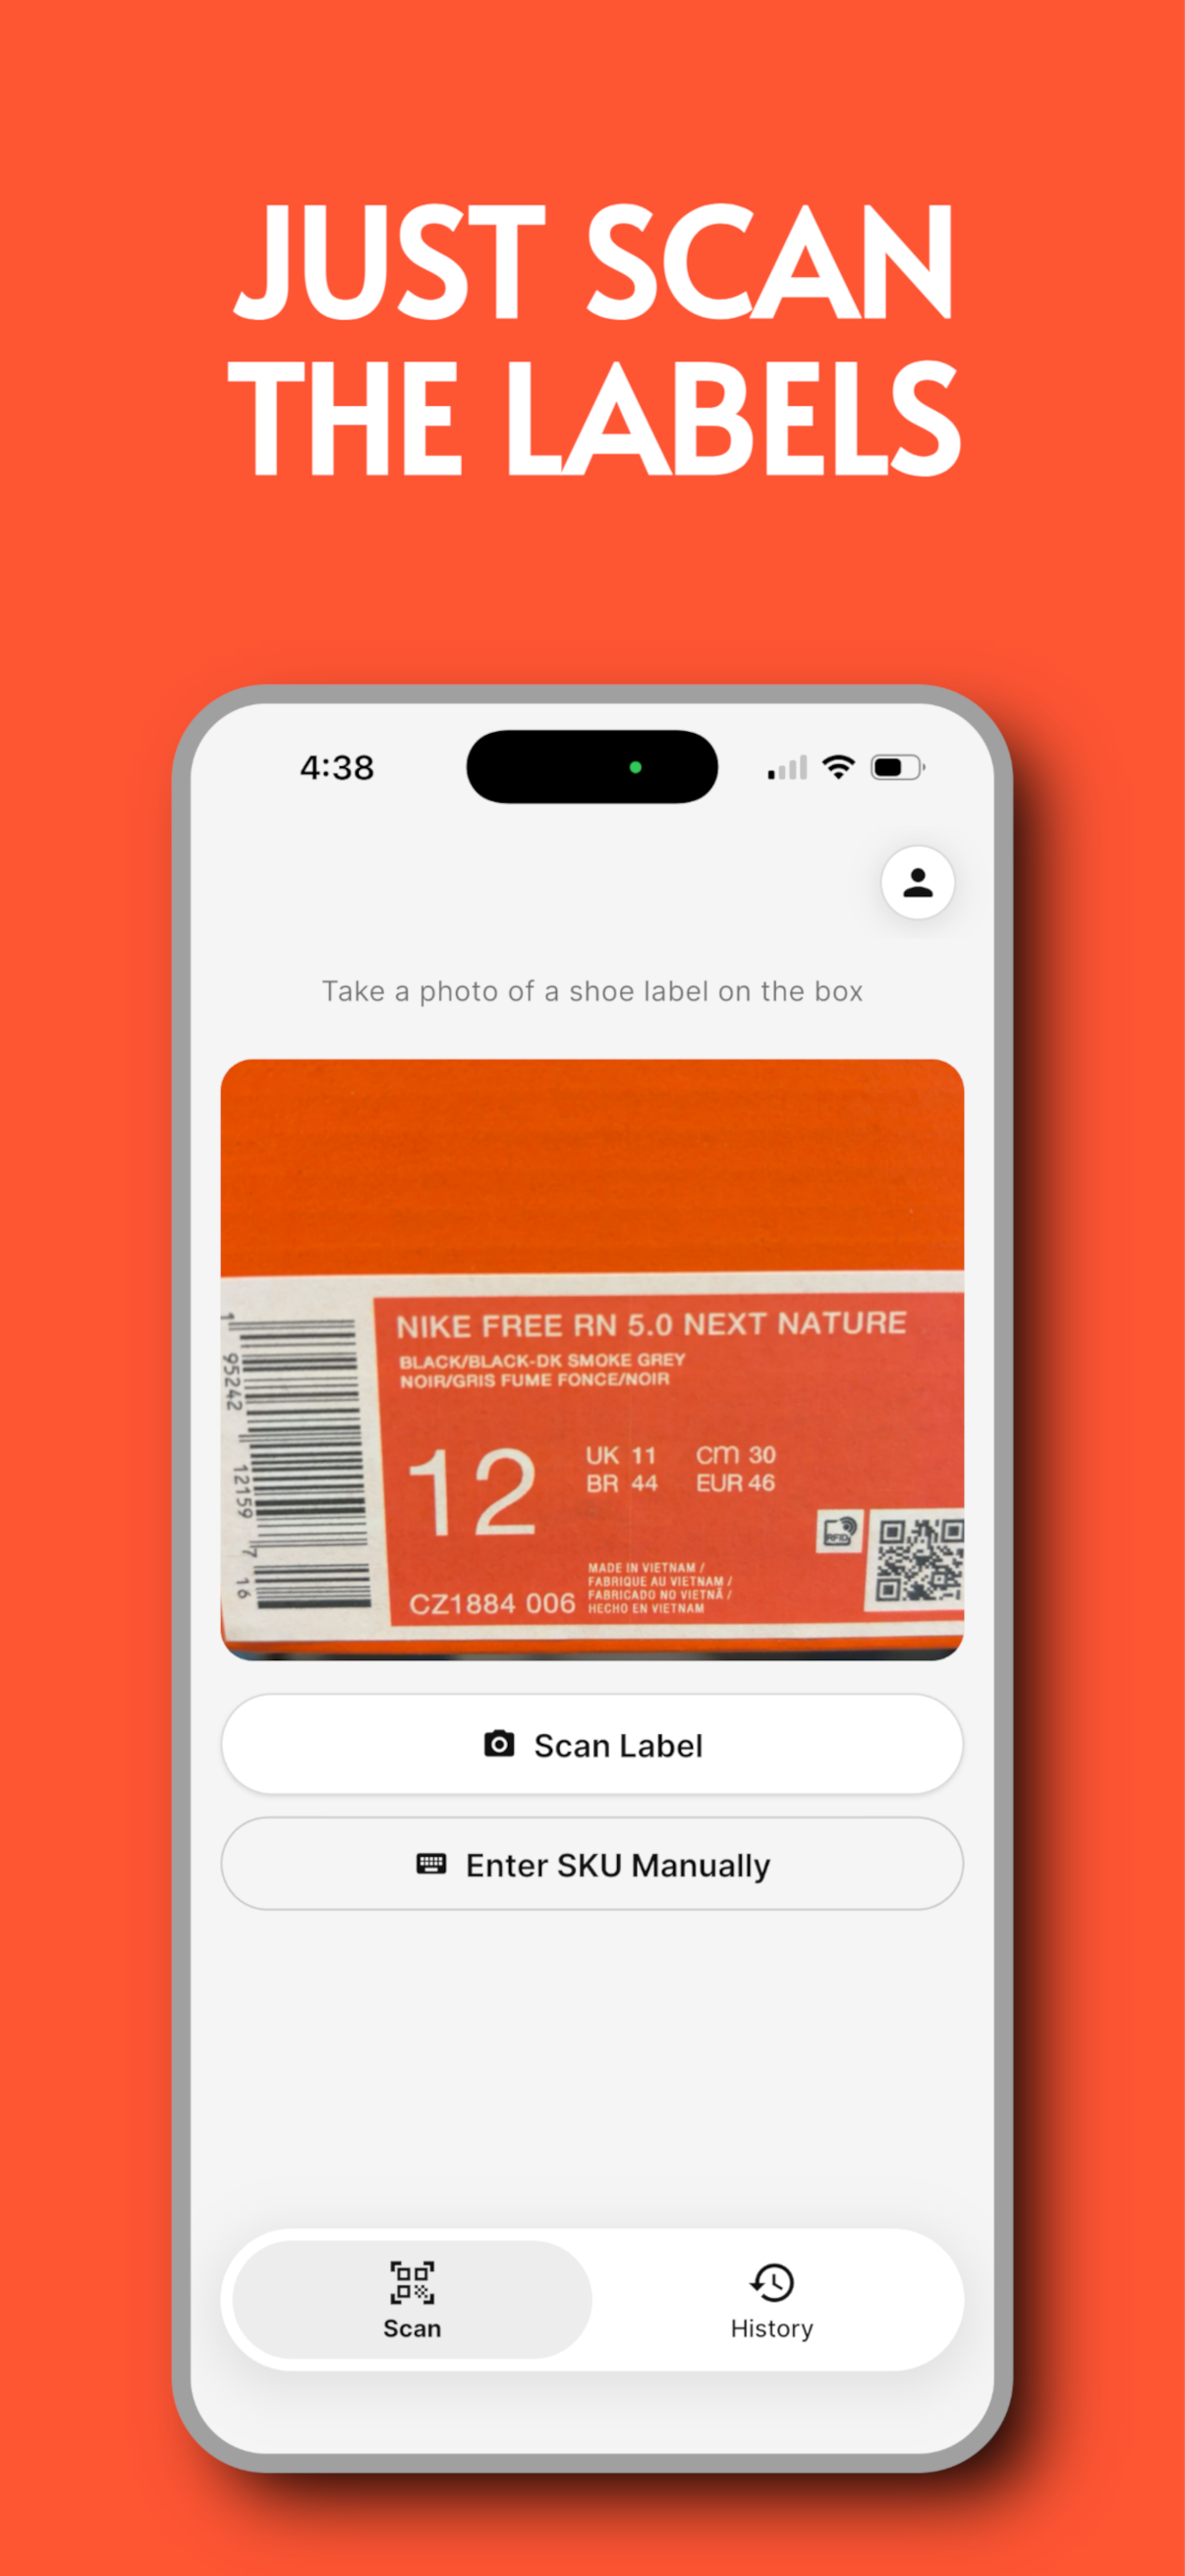 JUST SCAN
THE LABELS
4:38
Take a photo of a shoe label on the box
NIKE FREE RN 5.0 NEXT NATURE
BLACK/BLACK-DK SMOKE GREY
NOIR/GRIS FUME FONCE/NOIR
12
UK 11 cm 30
BR 44 EUR 46
RFID
MADE IN VIETNAM /
FABRIQUE AU VIETNAM /
FABRICADO NO VIETNÃ /
HECHO EN VIETNAM
CZ1884 006
1 95242 12159 7 16
Scan Label
Enter SKU Manually
Scan
History